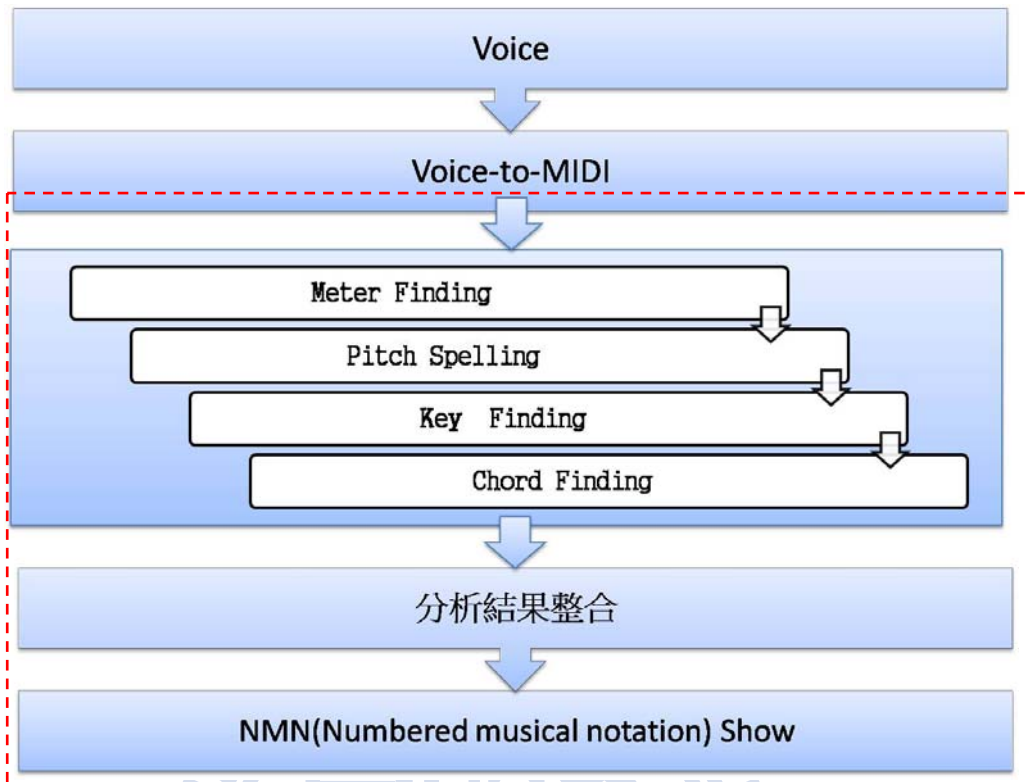 Voice
Voice-to-MIDI
Meter Finding
Pitch Spelling
Key Finding
Chord Finding
分析結果整合
NMN(Numbered musical notation) Show